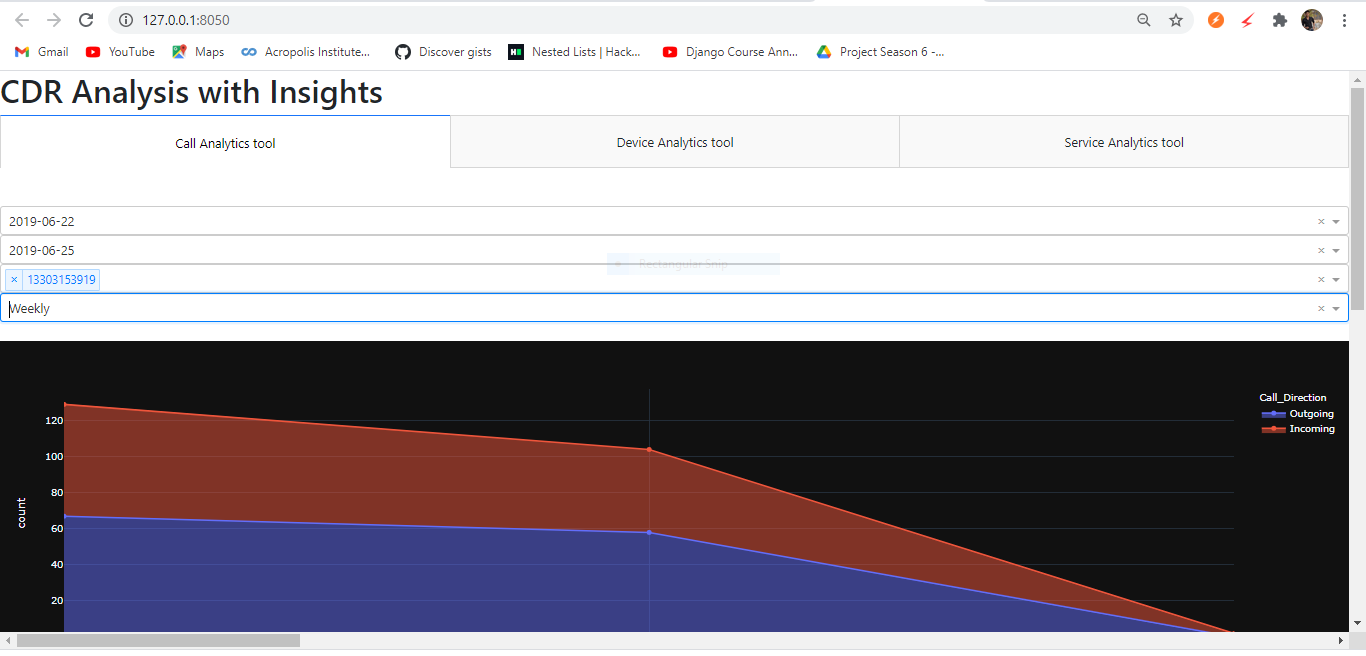 127.0.0.1:8050
Gmail YouTube Maps Acropolis Institute... Discover gists Nested Lists | Hack... Django Course Ann... Project Season 6 -...
CDR Analysis with Insights
Call Analytics tool Device Analytics tool Service Analytics tool
2019-06-22
2019-06-25
Rectangular Snip
× 13303153919
Weekly
Call_Direction
Outgoing
Incoming
120
100
80
60
40
20
count